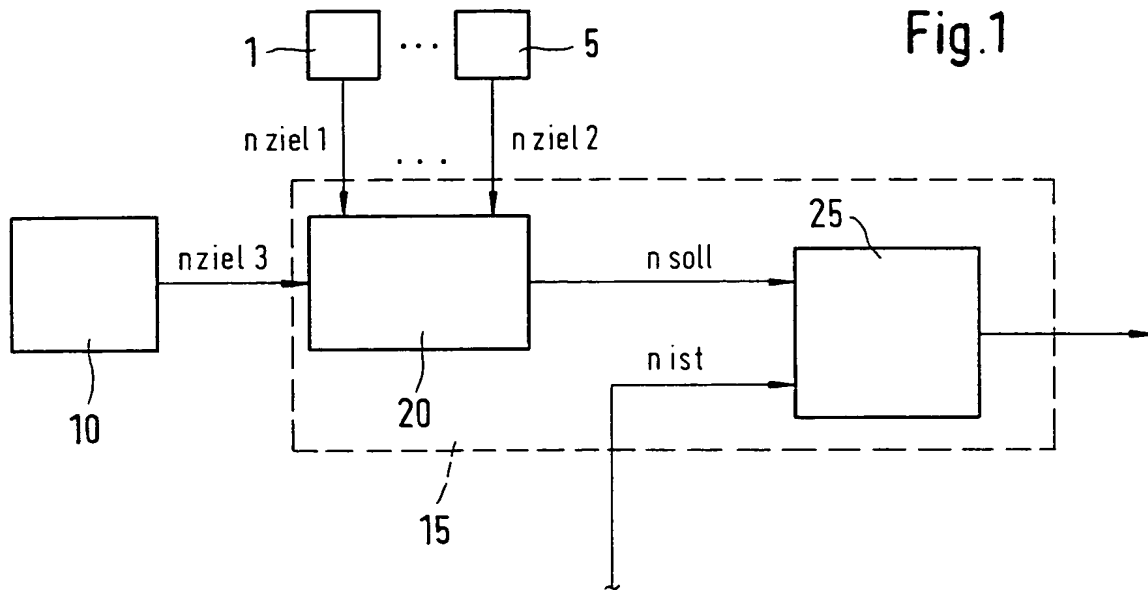 Fig.1
1 ... 5
n ziel 1 ... n ziel 2
25
n ziel 3
n soll
n ist
10
20
15